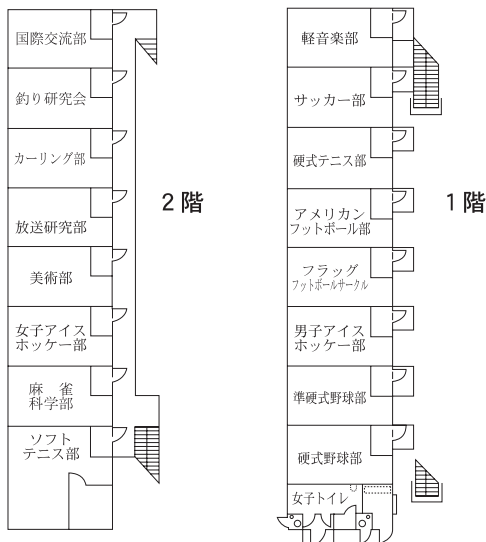 国際交流部
釣り研究会
カーリング部
放送研究部
美術部
女子アイス
ホッケー部
麻 雀
科学部
ソフト
テニス部
2階
軽音楽部
サッカー部
硬式テニス部
アメリカン
フットボール部
フラッグ
フットボールサークル
男子アイス
ホッケー部
準硬式野球部
硬式野球部
女子トイレ
1階